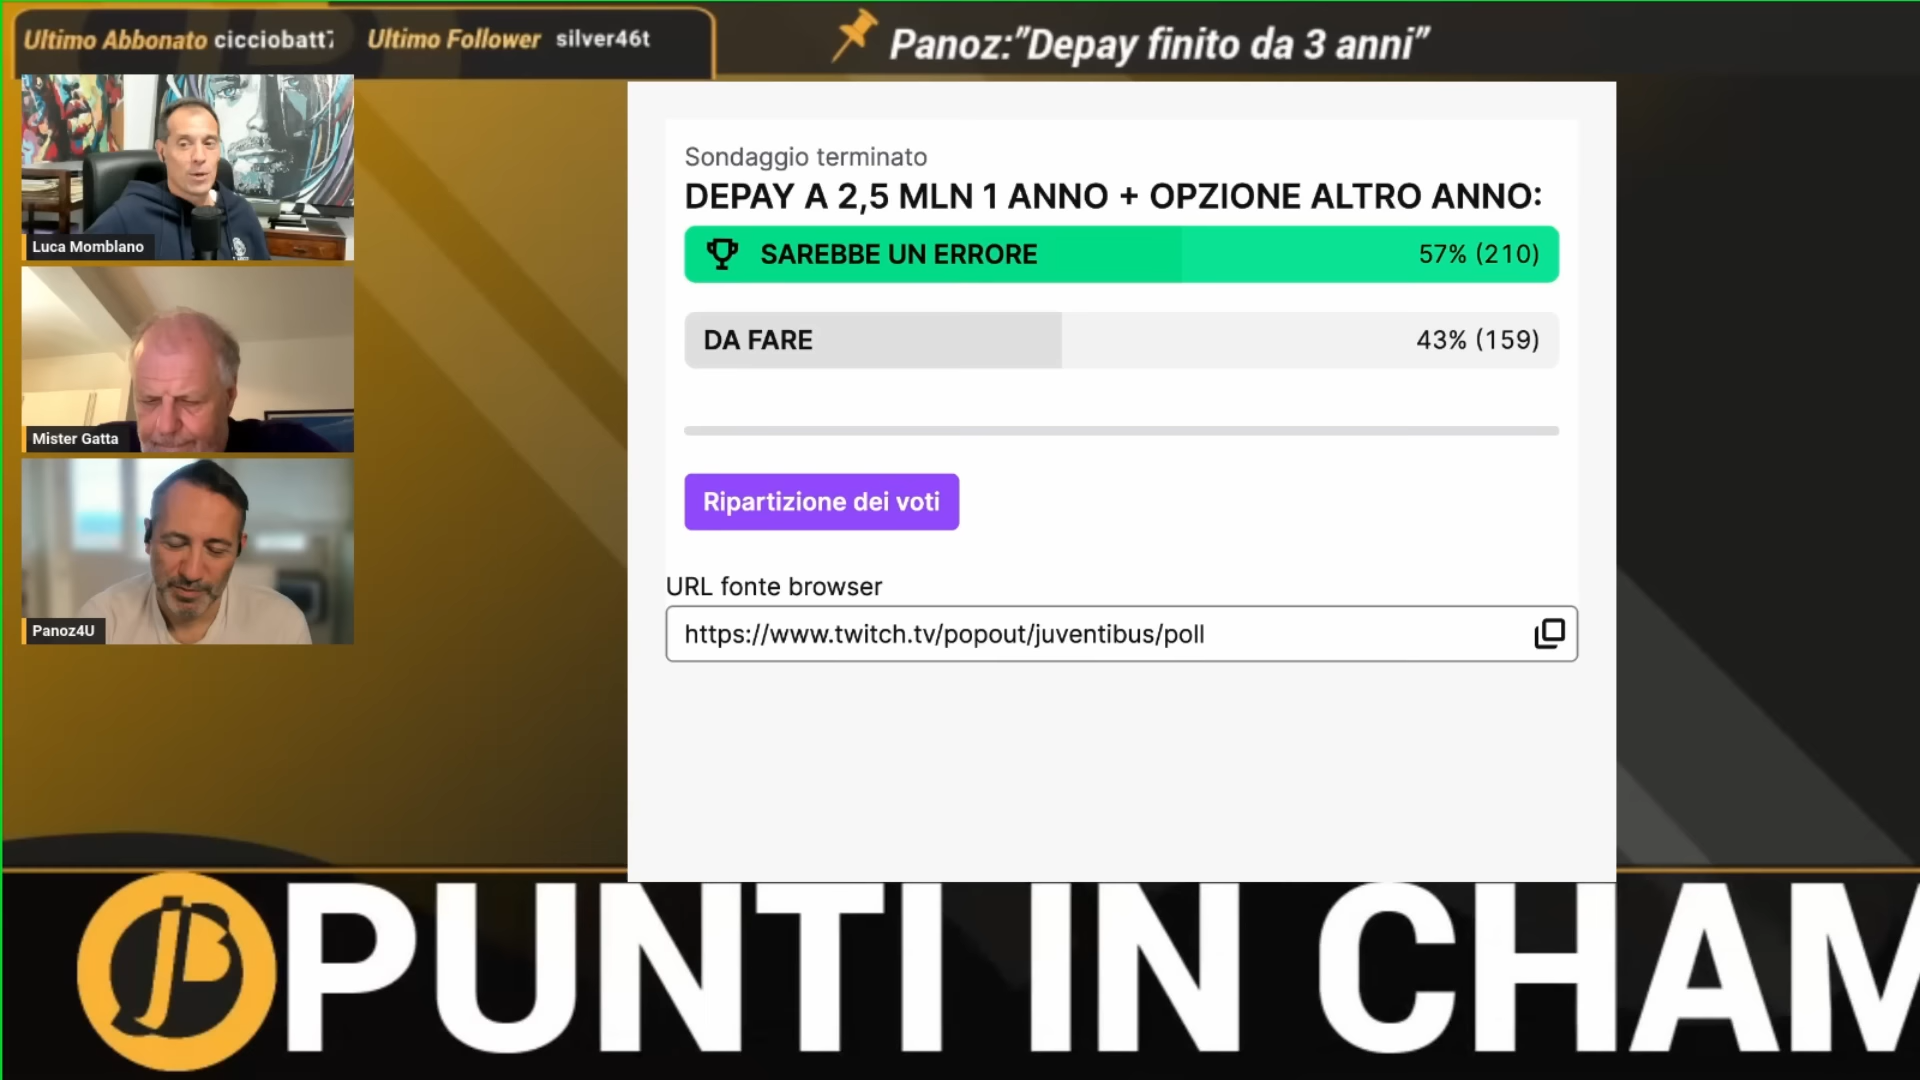 Ultimo Abbonato cicciobatt7
Ultimo Follower silver46t
Panoz:"Depay finito da 3 anni"
Luca Momblano
Mister Gatta
Panoz4U
Sondaggio terminato
DEPAY A 2,5 MLN 1 ANNO + OPZIONE ALTRO ANNO:
SAREBBE UN ERRORE 57% (210)
DA FARE 43% (159)
Ripartizione dei voti
URL fonte browser
https://www.twitch.tv/popout/juventibus/poll
JB
PUNTI IN CHAM